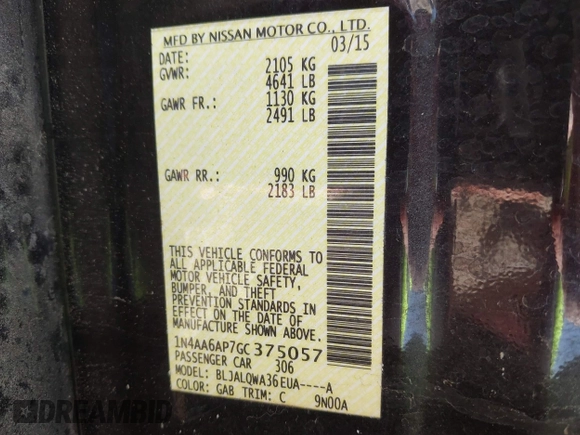 MFD BY NISSAN MOTOR CO., LTD.
DATE: 03/15
GVWR: 2105 KG
4641 LB
GAWR FR.: 1130 KG
2491 LB
GAWR RR.: 990 KG
2183 LB
THIS VEHICLE CONFORMS TO
ALL APPLICABLE FEDERAL
MOTOR VEHICLE SAFETY,
BUMPER, AND THEFT
PREVENTION STANDARDS IN
EFFECT ON THE DATE OF
MANUFACTURE SHOWN ABOVE.
1N4AA6AP7GC375057
PASSENGER CAR 306
MODEL: BLJALQWA36EUA----A
COLOR: GAB TRIM: C 9N00A
DREAMBID